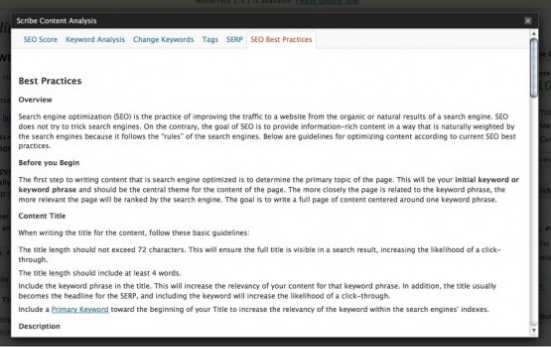 Scribe Content Analysis
SEO Score Keyword Analysis Change Keywords Tags SERP SEO Best Practices
Best Practices
Overview
Search engine optimization (SEO) is the practice of improving the traffic to a website from the organic or natural results of a search engine. SEO
does not try to trick search engines. On the contrary, the goal of SEO is to provide information-rich content in a way that is naturally weighted by
the search engines because it follows the "rules" of the search engines. Below are guidelines for optimizing content according to current SEO best
practices.
Before you Begin
The first step to writing content that is search engine optimized is to determine the primary topic of the page. This will be your initial keyword or
keyword phrase and should be the central theme for the content of the page. The more closely the page is related to the keyword phrase, the
more relevant the page will be ranked by the search engine. The goal is to write a full page of content centered around one keyword phrase.
Content Title
When writing the title for the content, follow these basic guidelines:
The title length should not exceed 72 characters. This will ensure the full title is visible in a search result, increasing the likelihood of a click-
through.
The title length should include at least 4 words.
Include the keyword phrase in the title. This will increase the relevancy of your content for that keyword phrase. In addition, the title usually
becomes the headline for the SERP, and including the keyword will increase the likelihood of a click-through.
Include a Primary Keyword toward the beginning of your Title to increase the relevancy of the keyword within the search engines' indexes.
Description